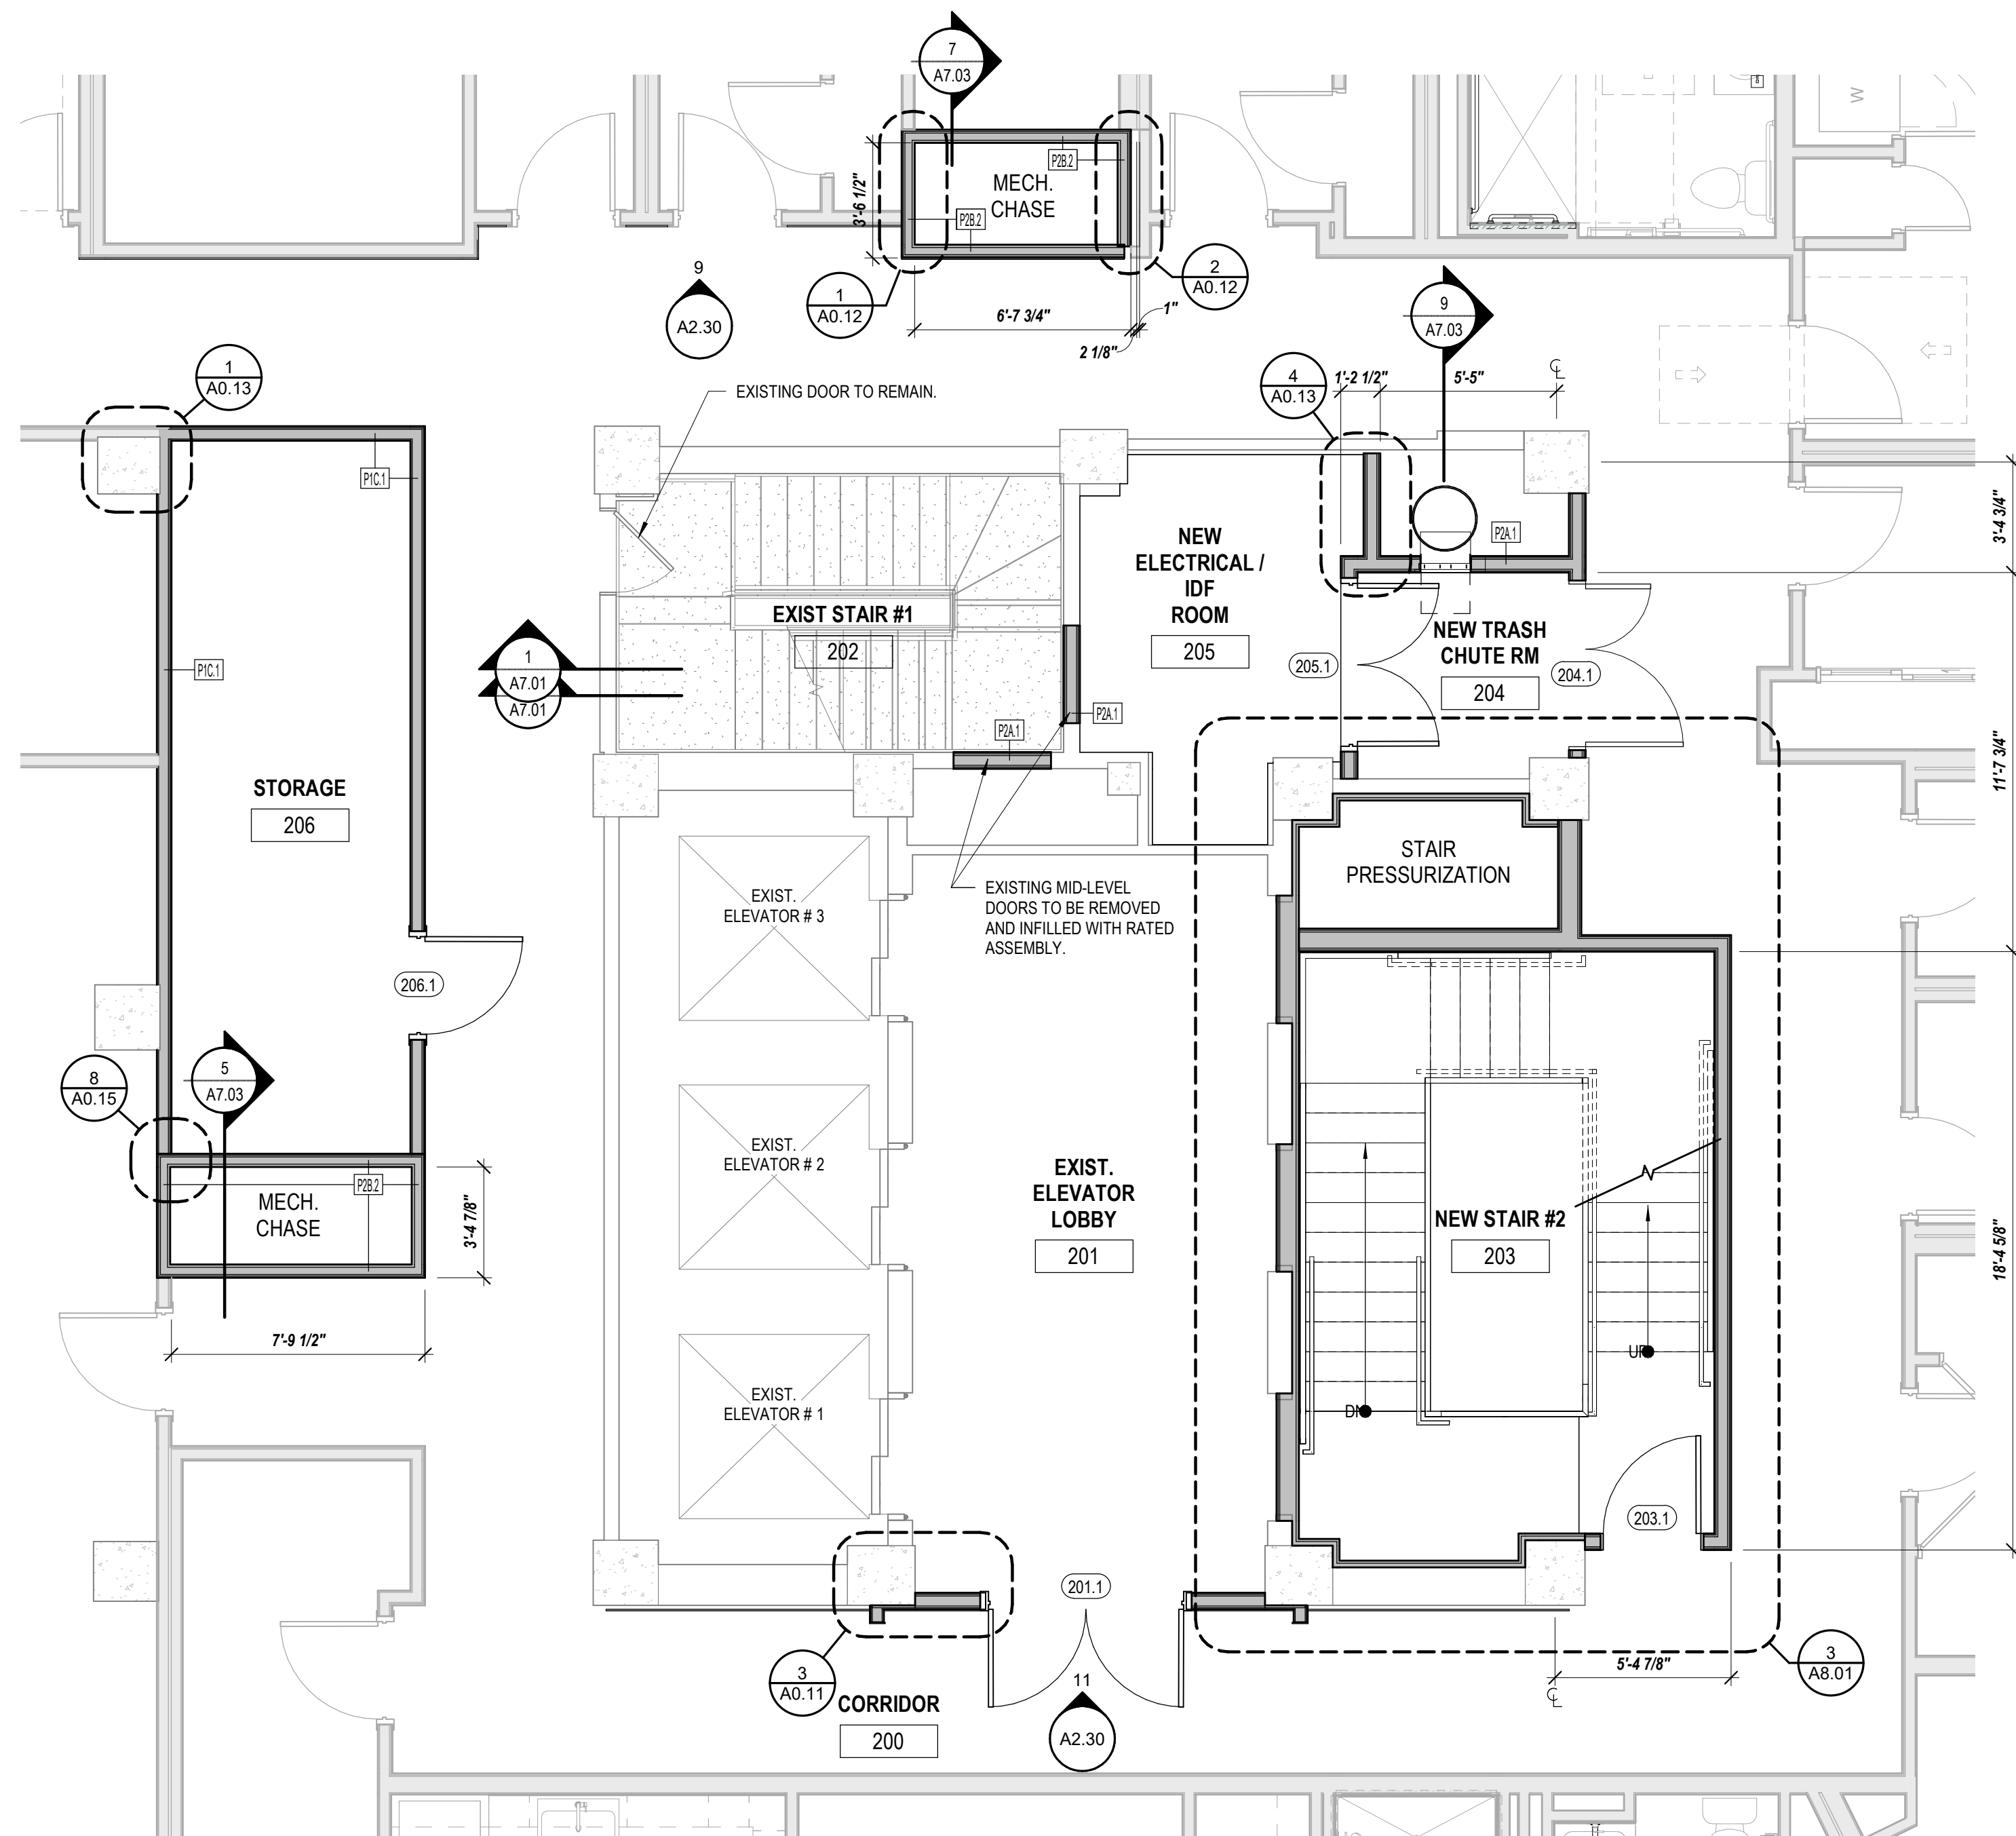 7
A7.03
W
P2B.2
MECH.
CHASE
P2B.2
3'-6 1/2"
9
A2.30
1
A0.12
2
A0.12
6'-7 3/4"
1"
2 1/8"
9
A7.03
1
A0.13
4
A0.13
1'-2 1/2"
5'-5"
EXISTING DOOR TO REMAIN.
P1C.1
P1C.1
NEW
ELECTRICAL /
IDF
ROOM
205
P2A.1
3'-4 3/4"
EXIST STAIR #1
202
1
A7.01
A7.01
NEW TRASH
CHUTE RM
204
205.1
204.1
P2A.1
P2A.1
11'-7 3/4"
STORAGE
206
STAIR
PRESSURIZATION
EXIST.
ELEVATOR # 3
EXISTING MID-LEVEL
DOORS TO BE REMOVED
AND INFILLED WITH RATED
ASSEMBLY.
206.1
8
A0.15
5
A7.03
EXIST.
ELEVATOR # 2
EXIST.
ELEVATOR
LOBBY
201
P2B.2
MECH.
CHASE
3'-4 7/8"
NEW STAIR #2
203
18'-4 5/8"
7'-9 1/2"
UP
EXIST.
ELEVATOR # 1
DN
203.1
201.1
3
A0.11
CORRIDOR
200
11
A2.30
5'-4 7/8"
3
A8.01